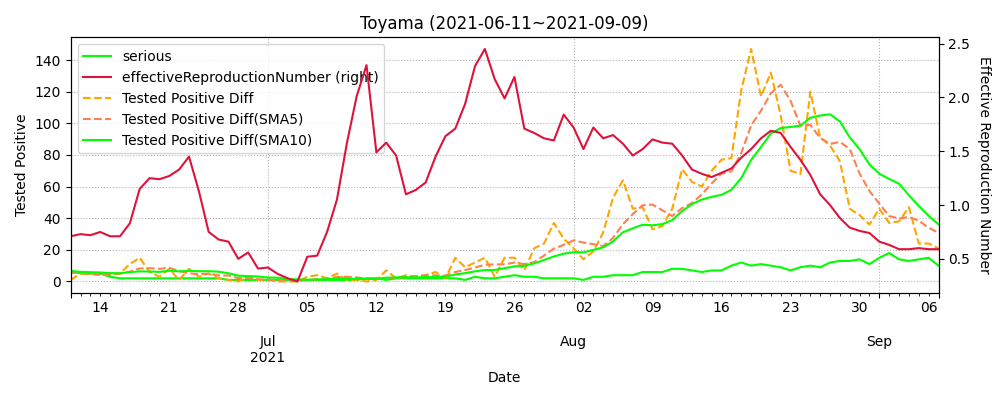 Toyama (2021-06-11~2021-09-09)
serious
effectiveReproductionNumber (right)
Tested Positive Diff
Tested Positive Diff(SMA5)
Tested Positive Diff(SMA10)
Tested Positive
140
120
100
80
60
40
20
0
2.5
2.0
1.5
1.0
0.5
Effective Reproduction Number
14 21 28 05 12 19 26 02 09 16 23 30 06
Jul Aug Sep
2021
Date